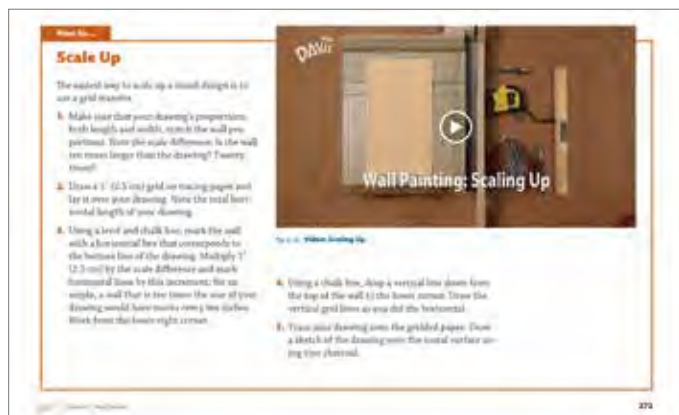 How to...
Scale Up
The easiest way to scale up a mural design is to
use a grid transfer.
1. Make sure that your drawing's proportions,
both length and width, match the wall pro-
portions. Note the scale difference: Is the wall
ten times larger than the drawing? Twenty
times?
2. Draw a 1" (2.5 cm) grid on tracing paper and
lay it over your drawing. Note the total hori-
zontal length of your drawing.
3. Using a level and chalk line, mark the wall
with a horizontal line that corresponds to
the bottom line of the drawing. Multiply 1"
(2.5 cm) by the scale difference and mark
horizontal lines by this increment; for ex-
ample, a wall that is ten times the size of your
drawing would have marks every ten inches.
Work from the lower right corner.
DAVIS
Wall Painting: Scaling Up
Video: Scaling Up
4. Using a chalk line, drop a vertical line down from
the top of the wall to the lower corner. Draw the
vertical grid lines as you did the horizontal.
5. Trace your drawing onto the gridded paper. Draw
a sketch of the drawing onto the mural surface us-
ing vine charcoal.
273